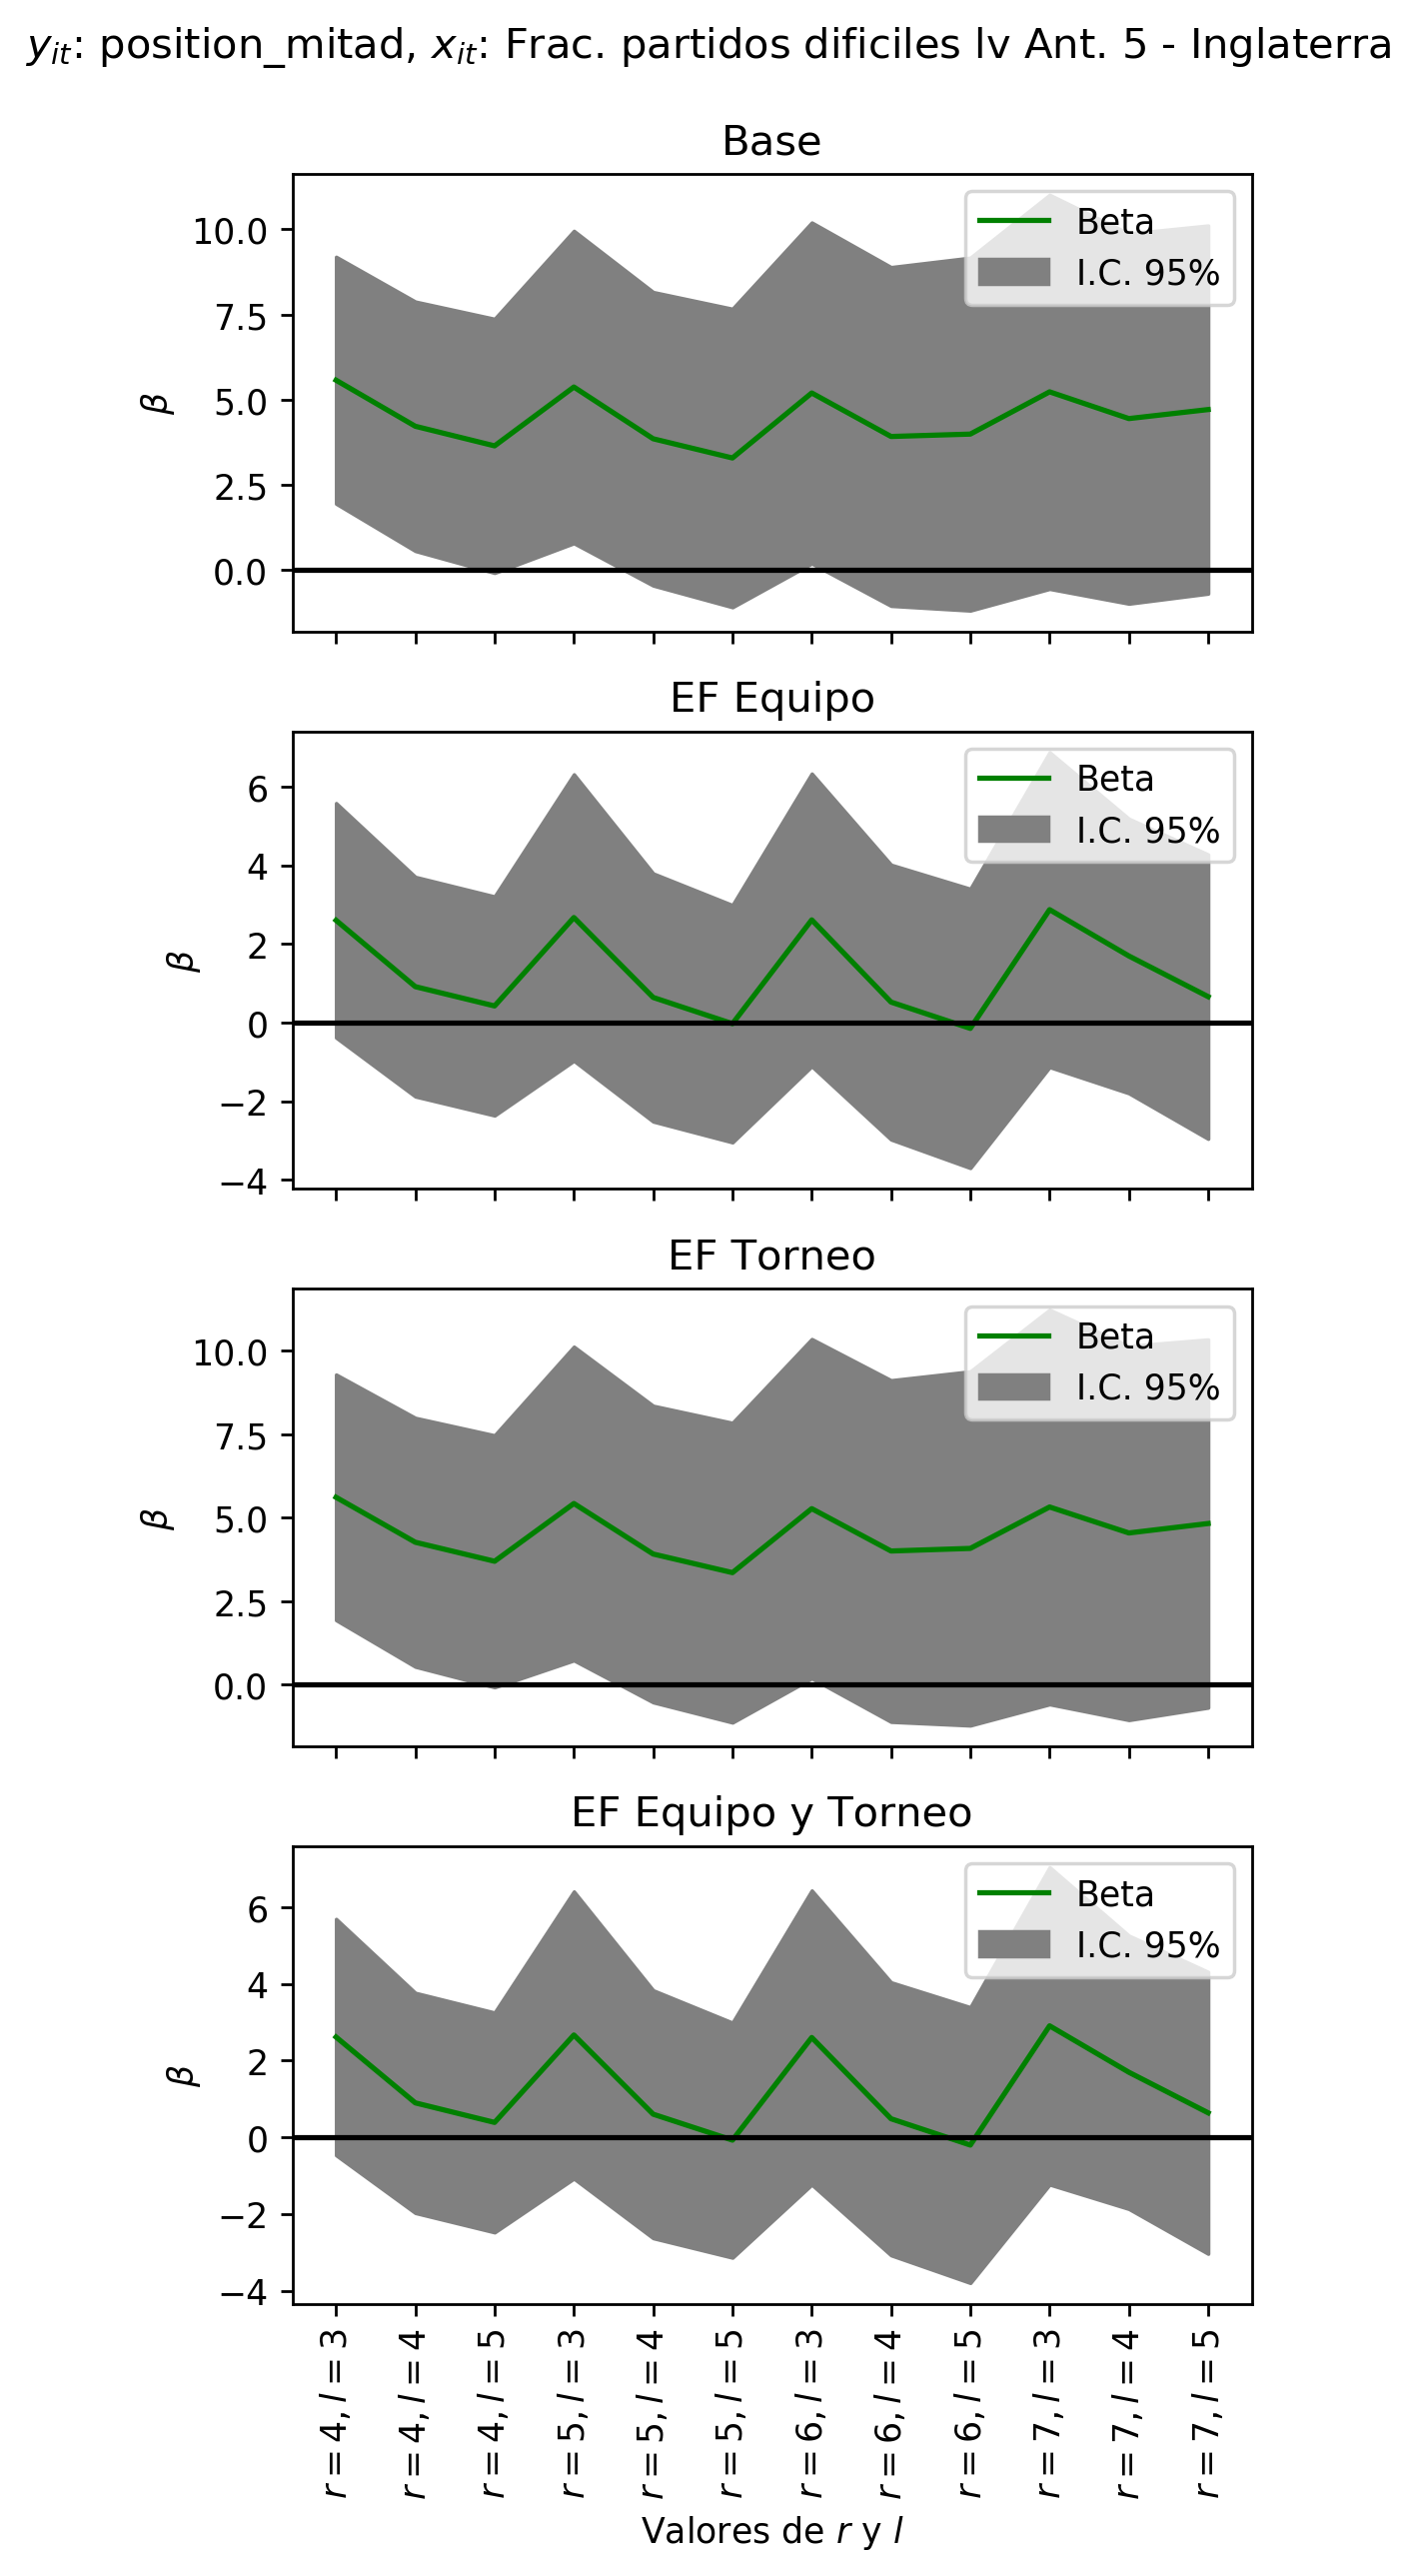 y_it: position_mitad, x_it: Frac. partidos dificiles lv Ant. 5 - Inglaterra
Base
10.0
7.5
5.0
2.5
0.0
β
Beta
I.C. 95%
EF Equipo
6
4
2
0
−2
−4
β
Beta
I.C. 95%
EF Torneo
10.0
7.5
5.0
2.5
0.0
β
Beta
I.C. 95%
EF Equipo y Torneo
6
4
2
0
−2
−4
β
Beta
I.C. 95%
r = 4, l = 3
r = 4, l = 4
r = 4, l = 5
r = 5, l = 3
r = 5, l = 4
r = 5, l = 5
r = 6, l = 3
r = 6, l = 4
r = 6, l = 5
r = 7, l = 3
r = 7, l = 4
r = 7, l = 5
Valores de r y l